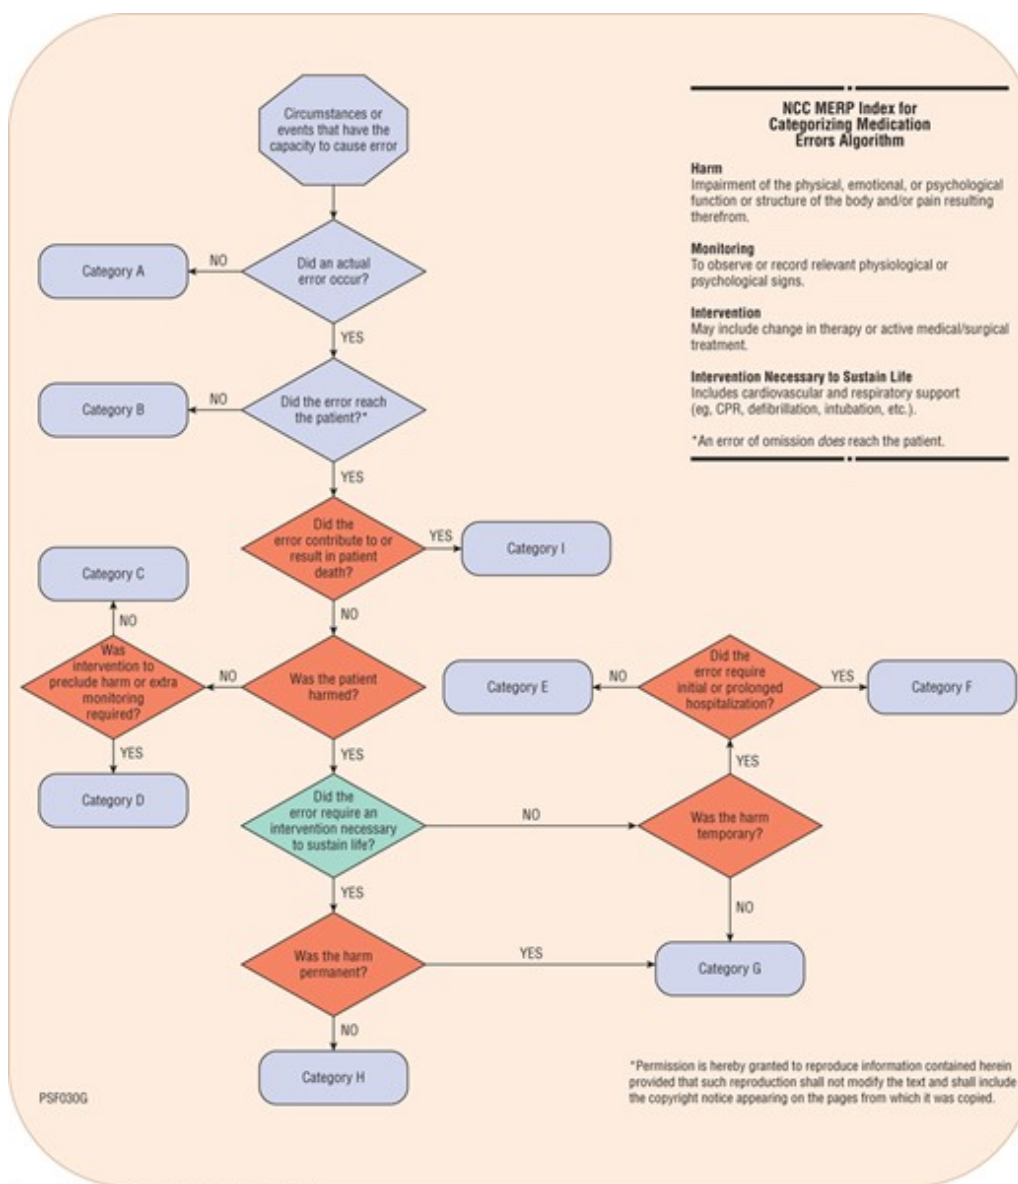 Circumstances or
events that have the
capacity to cause error
NCC MERP Index for
Categorizing Medication
Errors Algorithm
Harm
Impairment of the physical, emotional, or psychological
function or structure of the body and/or pain resulting
therefrom.
Monitoring
To observe or record relevant physiological or
psychological signs.
Intervention
May include change in therapy or active medical/surgical
treatment.
Intervention Necessary to Sustain Life
Includes cardiovascular and respiratory support
(eg, CPR, defibrillation, intubation, etc.).
*An error of omission does reach the patient.
Did an actual
error occur?
NO
Category A
YES
Did the error reach
the patient?*
NO
Category B
YES
Did the
error contribute to or
result in patient
death?
YES
Category I
NO
Category C
NO
Was
intervention to
preclude harm or extra
monitoring
required?
NO
Was the patient
harmed?
YES
Category D
YES
Category E
NO
Did the
error require
initial or prolonged
hospitalization?
YES
Category F
YES
Did the
error require an
intervention necessary
to sustain life?
NO
Was the harm
temporary?
YES
NO
Was the harm
permanent?
YES
Category G
NO
Category H
PSF030G
*Permission is hereby granted to reproduce information contained herein
provided that such reproduction shall not modify the text and shall include
the copyright notice appearing on the pages from which it was copied.